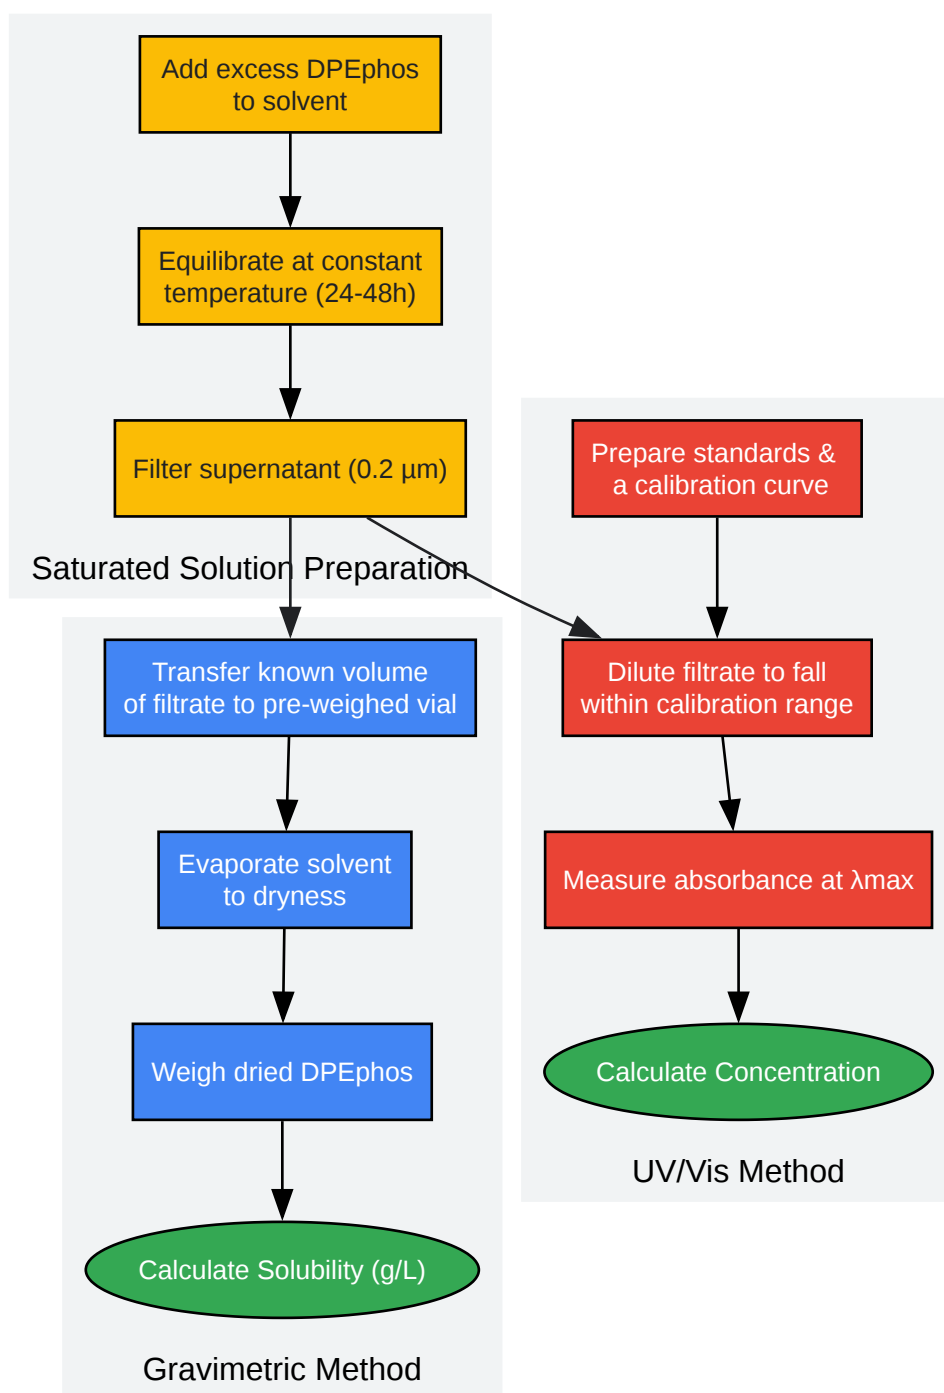 Add excess DPEphos
to solvent
Equilibrate at constant
temperature (24-48h)
Filter supernatant (0.2 µm)
Saturated Solution Preparation
Transfer known volume
of filtrate to pre-weighed vial
Evaporate solvent
to dryness
Weigh dried DPEphos
Calculate Solubility (g/L)
Gravimetric Method
Prepare standards &
a calibration curve
Dilute filtrate to fall
within calibration range
Measure absorbance at λmax
Calculate Concentration
UV/Vis Method